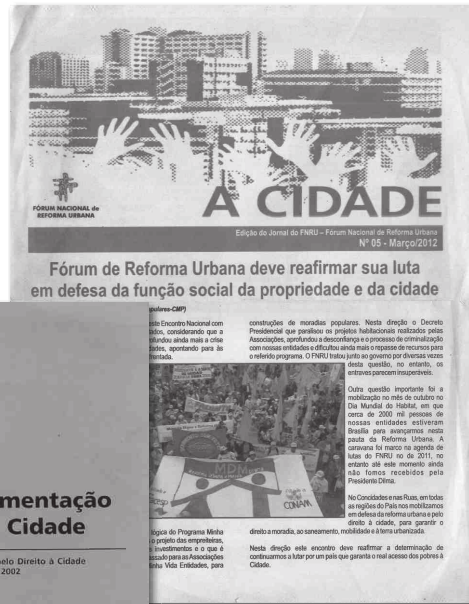 FÓRUM NACIONAL de
REFORMA URBANA
A CIDADE
Edição do Jornal do FNRU – Fórum Nacional de Reforma Urbana
Nº 05 - Março/2012
Fórum de Reforma Urbana deve reafirmar sua luta
em defesa da função social da propriedade e da cidade
opulares-CMP)
ste Encontro Nacional com
ados, considerando que a
ofundou ainda mais a crise
dades, apontando para às
frentada.
lógica do Programa Minha
o projeto das empreiteiras,
e investimentos e o que é
assado para as Associações
inha Vida Entidades, para
construções de moradias populares. Nesta direção o Decreto
Presidencial que paralisou os projetos habitacionais realizados pelas
Associações, aprofundou a desconfiança e o processo de criminalização
com nossas entidades e dificultou ainda mais o repasse de recursos para
o referido programa. O FNRU tratou junto ao governo por diversas vezes
desta questão, no entanto, os
entraves parecem insuperáveis.
Outra questão importante foi a
mobilização no mês de outubro no
Dia Mundial do Habitat, em que
cerca de 2000 mil pessoas de
nossas entidades estiveram
Brasília para avançarmos nesta
pauta da Reforma Urbana. A
caravana foi marco na agenda de
lutas do FNRU no de 2011, no
entanto até este momento ainda
não fomos recebidos pela
Presidente Dilma.
No Concidades e nas Ruas, em todas
as regiões do País nos mobilizamos
em defesa da reforma urbana e pelo
direito à cidade, para garantir o
direito a moradia, ao saneamento, mobilidade e à terra urbanizada.
Nesta direção este encontro deve reafirmar a determinação de
continuarmos a lutar por um país que garanta o real acesso dos pobres à
Cidade.
MDM
CONAM
mentação
Cidade
elo Direito à Cidade
2002